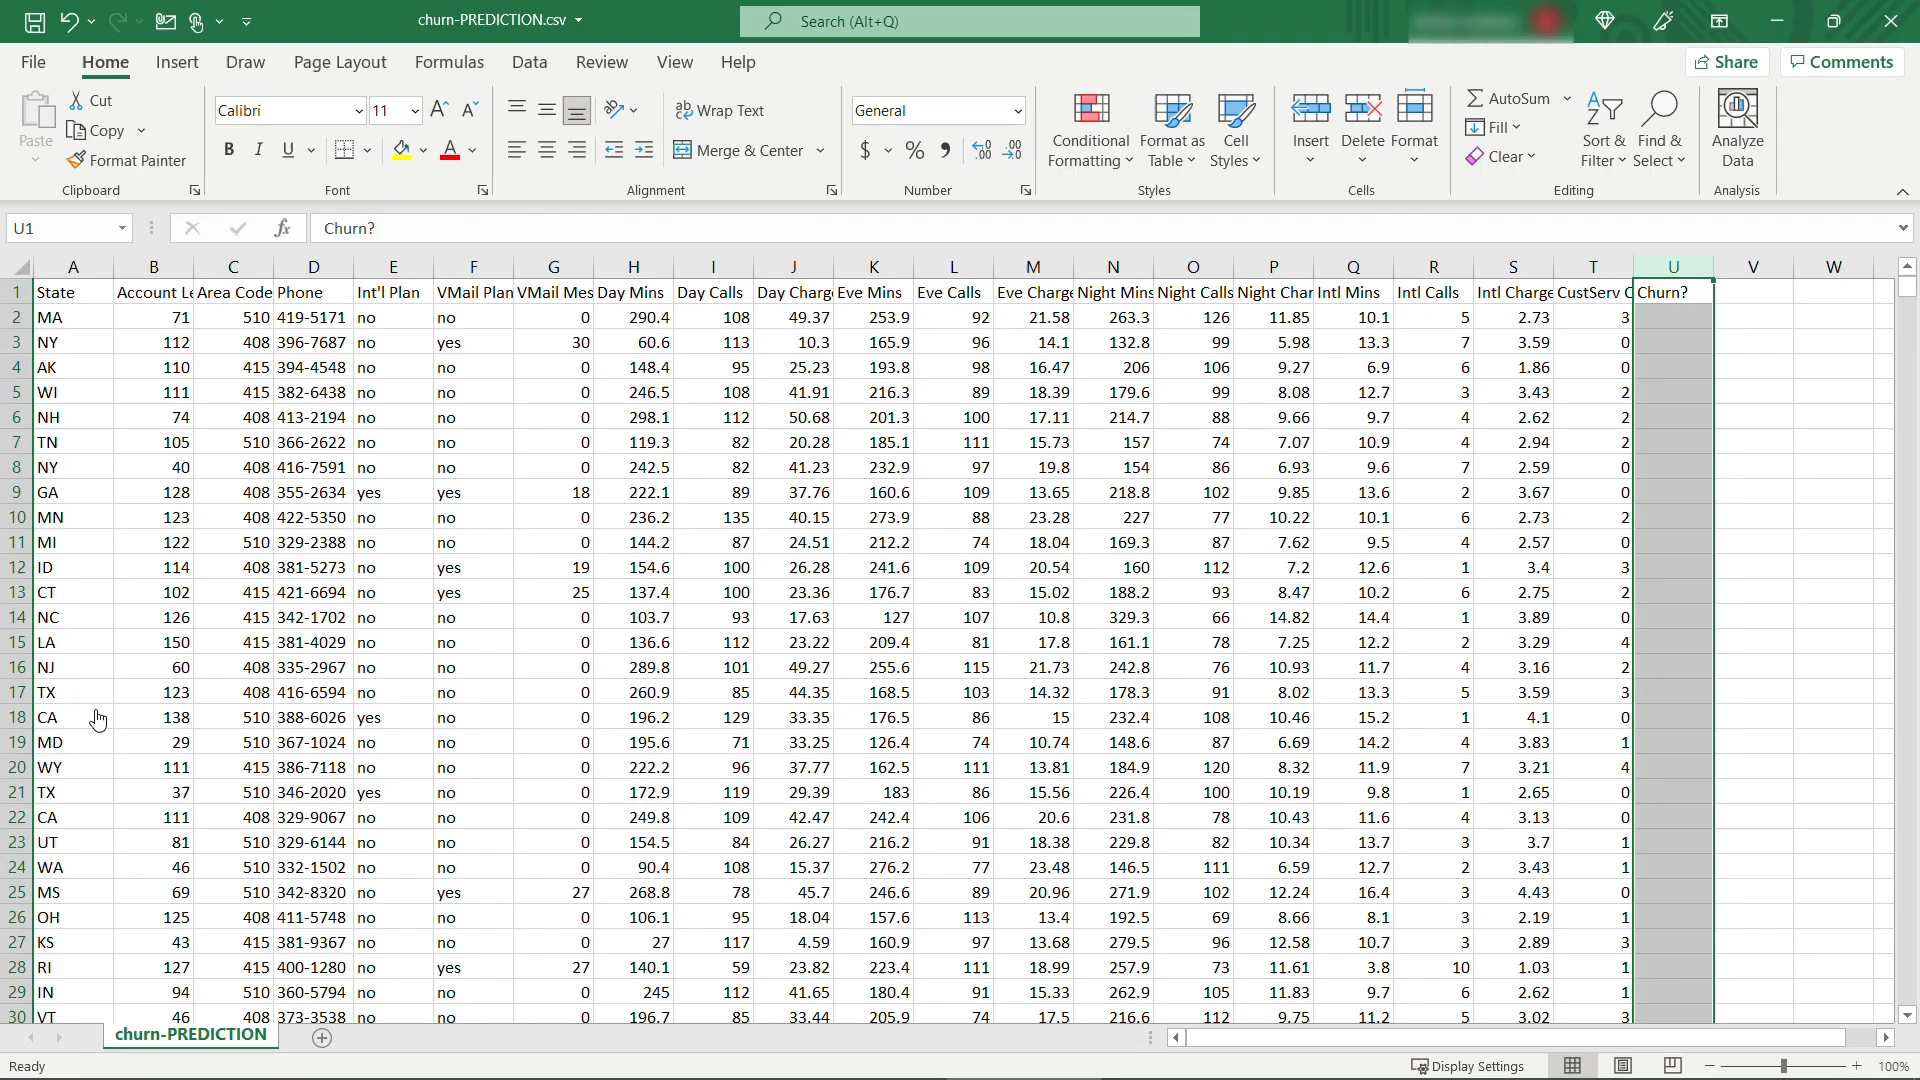 churn-PREDICTION.csv
Search (Alt+Q)
File Home Insert Draw Page Layout Formulas Data Review View Help Share Comments
Paste Cut Copy Format Painter Clipboard
Calibri 11 B I U A Font
Wrap Text Merge & Center Alignment
General $ % Number
Conditional Formatting Format as Table Cell Styles Styles
Insert Delete Format Cells
AutoSum Fill Clear Sort & Filter Find & Select Editing
Analyze Data Analysis
U1 fx Churn?
A B C D E F G H I J K L M N O P Q R S T U V W
1 State Account Le Area Code Phone Int'l Plan VMail Plan VMail Mes Day Mins Day Calls Day Charg Eve Mins Eve Calls Eve Charge Night Mins Night Calls Night Char Intl Mins Intl Calls Intl Charge CustServ C Churn?
2 MA 71 510 419-5171 no no 0 290.4 108 49.37 253.9 92 21.58 263.3 126 11.85 10.1 5 2.73 3
3 NY 112 408 396-7687 no yes 30 60.6 113 10.3 165.9 96 14.1 132.8 99 5.98 13.3 7 3.59 0
4 AK 110 415 394-4548 no no 0 148.4 95 25.23 193.8 98 16.47 206 106 9.27 6.9 6 1.86 0
5 WI 111 415 382-6438 no no 0 246.5 108 41.91 216.3 89 18.39 179.6 99 8.08 12.7 3 3.43 2
6 NH 74 408 413-2194 no no 0 298.1 112 50.68 201.3 100 17.11 214.7 88 9.66 9.7 4 2.62 2
7 TN 105 510 366-2622 no no 0 119.3 82 20.28 185.1 111 15.73 157 74 7.07 10.9 4 2.94 2
8 NY 40 408 416-7591 no no 0 242.5 82 41.23 232.9 97 19.8 154 86 6.93 9.6 7 2.59 0
9 GA 128 408 355-2634 yes yes 18 222.1 89 37.76 160.6 109 13.65 218.8 102 9.85 13.6 2 3.67 0
10 MN 123 408 422-5350 no no 0 236.2 135 40.15 273.9 88 23.28 227 77 10.22 10.1 6 2.73 2
11 MI 122 510 329-2388 no no 0 144.2 87 24.51 212.2 74 18.04 169.3 87 7.62 9.5 4 2.57 0
12 ID 114 408 381-5273 no yes 19 154.6 100 26.28 241.6 109 20.54 160 112 7.2 12.6 1 3.4 3
13 CT 102 415 421-6694 no yes 25 137.4 100 23.36 176.7 83 15.02 188.2 93 8.47 10.2 6 2.75 2
14 NC 126 415 342-1702 no no 0 103.7 93 17.63 127 107 10.8 329.3 66 14.82 14.4 1 3.89 0
15 LA 150 415 381-4029 no no 0 136.6 112 23.22 209.4 81 17.8 161.1 78 7.25 12.2 2 3.29 4
16 NJ 60 408 335-2967 no no 0 289.8 101 49.27 255.6 115 21.73 242.8 76 10.93 11.7 4 3.16 2
17 TX 123 408 416-6594 no no 0 260.9 85 44.35 168.5 103 14.32 178.3 91 8.02 13.3 5 3.59 3
18 CA 138 510 388-6026 yes no 0 196.2 129 33.35 176.5 86 15 232.4 108 10.46 15.2 1 4.1 0
19 MD 29 510 367-1024 no no 0 195.6 71 33.25 126.4 74 10.74 148.6 87 6.69 14.2 4 3.83 1
20 WY 111 415 386-7118 no no 0 222.2 96 37.77 162.5 111 13.81 184.9 120 8.32 11.9 7 3.21 4
21 TX 37 510 346-2020 yes no 0 172.9 119 29.39 183 86 15.56 226.4 100 10.19 9.8 1 2.65 0
22 CA 111 408 329-9067 no no 0 249.8 109 42.47 242.4 106 20.6 231.8 78 10.43 11.6 4 3.13 0
23 UT 81 510 329-6144 no no 0 154.5 84 26.27 216.2 91 18.38 229.8 82 10.34 13.7 3 3.7 1
24 WA 46 510 332-1502 no no 0 90.4 108 15.37 276.2 77 23.48 146.5 111 6.59 12.7 2 3.43 1
25 MS 69 510 342-8320 no yes 27 268.8 78 45.7 246.6 89 20.96 271.9 102 12.24 16.4 3 4.43 0
26 OH 125 408 411-5748 no no 0 106.1 95 18.04 157.6 113 13.4 192.5 69 8.66 8.1 3 2.19 1
27 KS 43 415 381-9367 no no 0 27 117 4.59 160.9 97 13.68 279.5 96 12.58 10.7 3 2.89 3
28 RI 127 415 400-1280 no yes 27 140.1 59 23.82 223.4 111 18.99 257.9 73 11.61 3.8 10 1.03 1
29 IN 94 510 360-5794 no no 0 245 112 41.65 180.4 91 15.33 262.9 105 11.83 9.7 6 2.62 1
30 VT 46 408 373-3538 no no 0 196.7 85 33.44 205.9 74 17.5 216.6 112 9.75 11.2 5 3.02 3
churn-PREDICTION
Ready Display Settings 100%